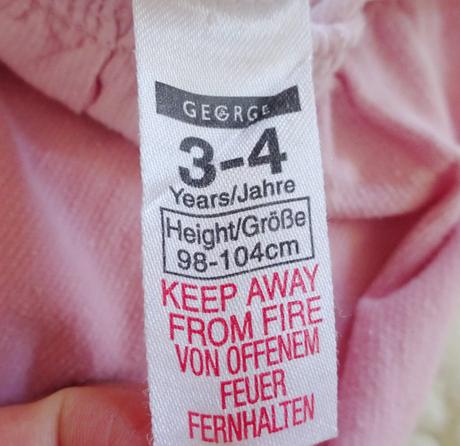 GEORGE
3-4
Years/Jahre
Height/Größe
98-104cm
KEEP AWAY
FROM FIRE
VON OFFENEM
FEUER
FERNHALTEN